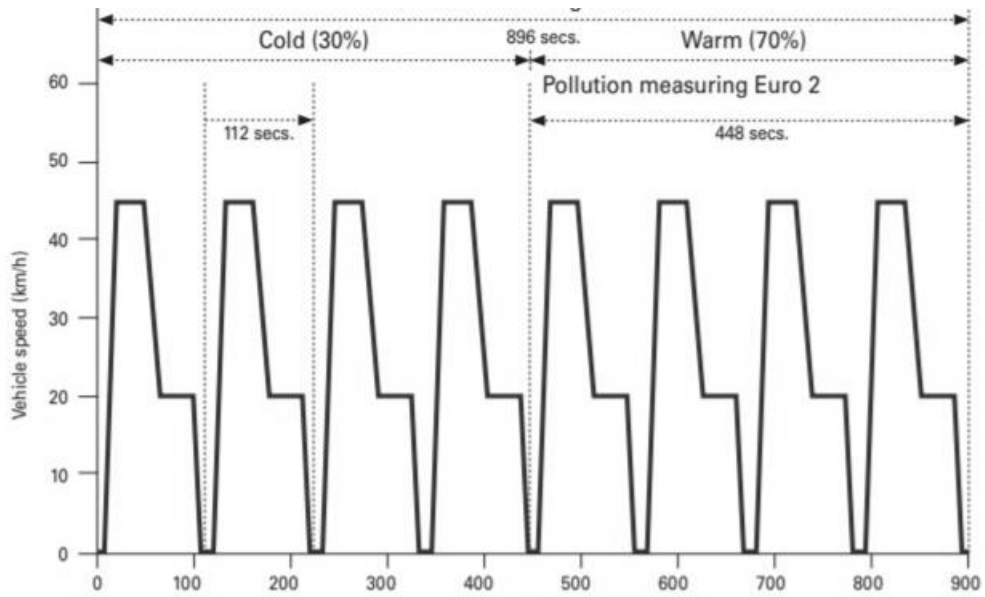 Cold (30%)
896 secs.
Warm (70%)
60
Pollution measuring Euro 2
112 secs.
448 secs.
50
40
30
20
10
0
Vehicle speed (km/h)
0 100 200 300 400 500 600 700 800 900